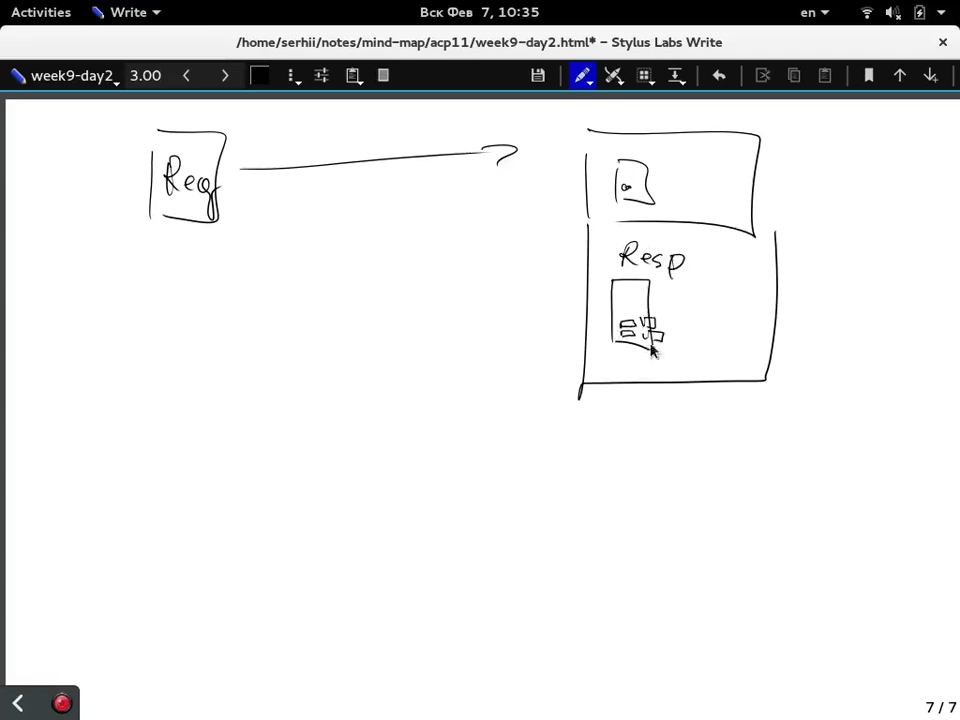 Activities Write Вск Фев 7, 10:35 en
/home/serhii/notes/mind-map/acp11/week9-day2.html* – Stylus Labs Write ×
week9-day2 3.00
Req
Resp
7 / 7